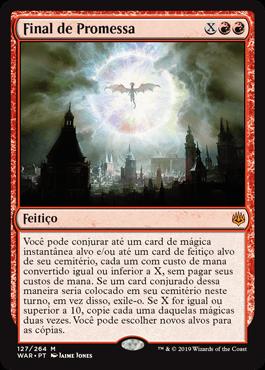 Final de Promessa X
Feitiço
Você pode conjurar até um card de mágica
instantânea alvo e/ou até um card de feitiço alvo
de seu cemitério, cada um com custo de mana
convertido igual ou inferior a X, sem pagar seus
custos de mana. Se um card conjurado dessa
maneira seria colocado em seu cemitério neste
turno, em vez disso, exile-o. Se X for igual ou
superior a 10, copie cada uma daquelas mágicas
duas vezes. Você pode escolher novos alvos para
as cópias.
127/264 M
WAR • PT Jaime Jones
™ & © 2019 Wizards of the Coast